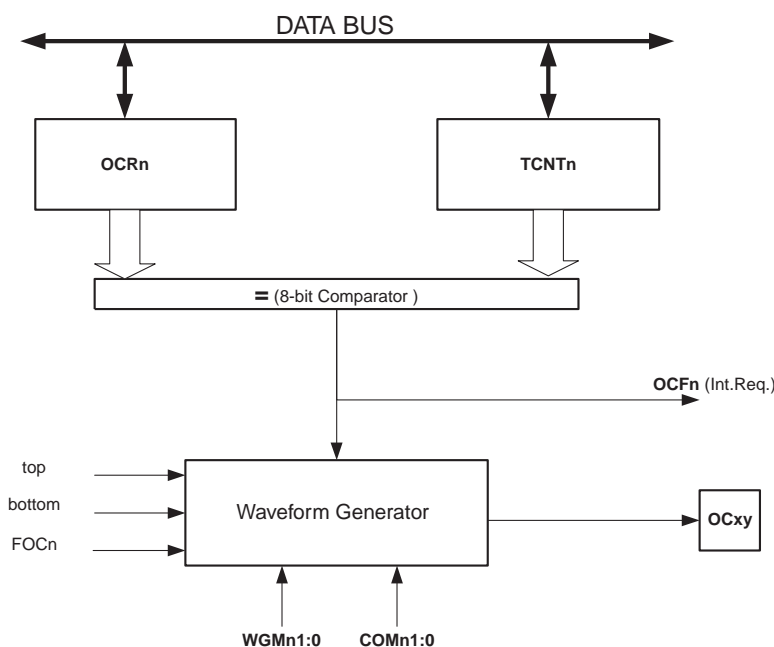 DATA BUS
OCRn
TCNTn
= (8-bit Comparator )
OCFn (Int.Req.)
top
bottom
FOCn
Waveform Generator
OCxy
WGMn1:0
COMn1:0